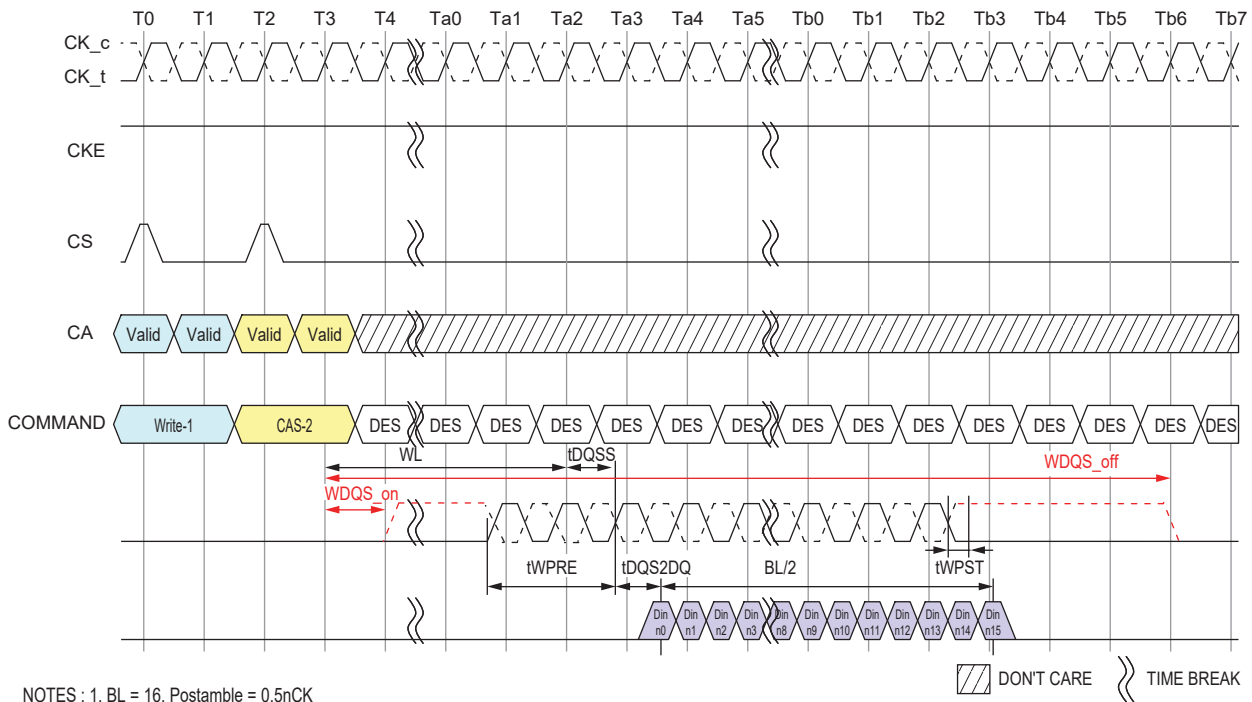 T0 T1 T2 T3 T4 Ta0 Ta1 Ta2 Ta3 Ta4 Ta5 Tb0 Tb1 Tb2 Tb3 Tb4 Tb5 Tb6 Tb7
CK_c
CK_t
CKE
CS
CA Valid Valid Valid Valid
COMMAND Write-1 CAS-2 DES DES DES DES DES DES DES DES DES DES DES DES DES DES DES
WL tDQSS WDQS_off
WDQS_on
tWPRE tDQS2DQ BL/2 tWPST
Din n0 Din n1 Din n2 Din n3 Din n8 Din n9 Din n10 Din n11 Din n12 Din n13 Din n14 Din n15
DON'T CARE TIME BREAK
NOTES : 1. BL = 16, Postamble = 0.5nCK